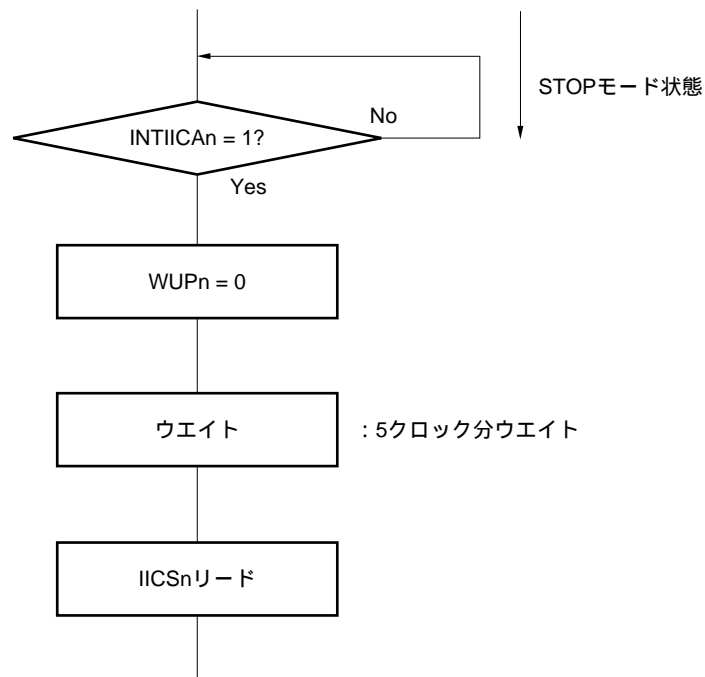 STOPモード状態
No
INTIICAn = 1?
Yes
WUPn = 0
ウエイト
：5クロック分ウエイト
IICSnリード